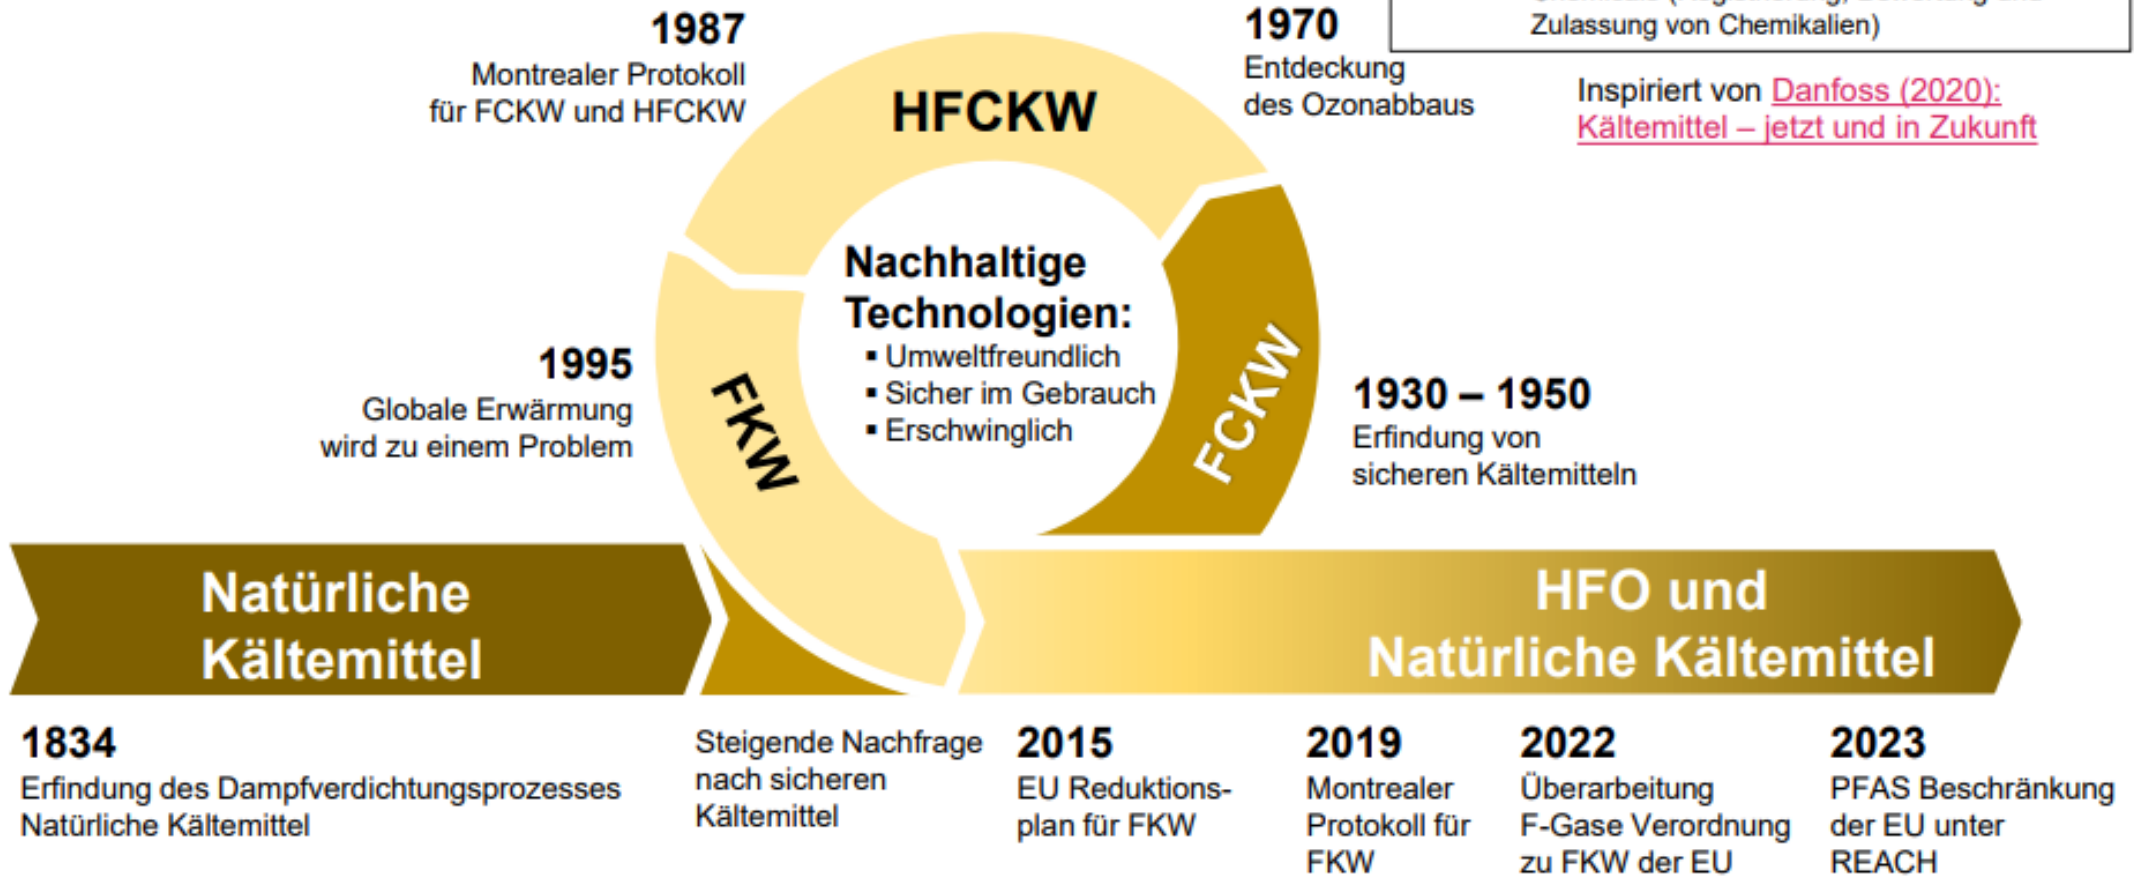 Zulassung von Chemikalien)
Inspiriert von Danfoss (2020):
Kältemittel – jetzt und in Zukunft
1987
Montrealer Protokoll
für FCKW und HFCKW
HFCKW
1970
Entdeckung
des Ozonabbaus
Nachhaltige
Technologien:
▪ Umweltfreundlich
▪ Sicher im Gebrauch
▪ Erschwinglich
1995
Globale Erwärmung
wird zu einem Problem
FKW
FCKW
1930 – 1950
Erfindung von
sicheren Kältemitteln
Natürliche
Kältemittel
HFO und
Natürliche Kältemittel
1834
Erfindung des Dampfverdichtungsprozesses
Natürliche Kältemittel
Steigende Nachfrage
nach sicheren
Kältemittel
2015
EU Reduktions-
plan für FKW
2019
Montrealer
Protokoll für
FKW
2022
Überarbeitung
F-Gase Verordnung
zu FKW der EU
2023
PFAS Beschränkung
der EU unter
REACH